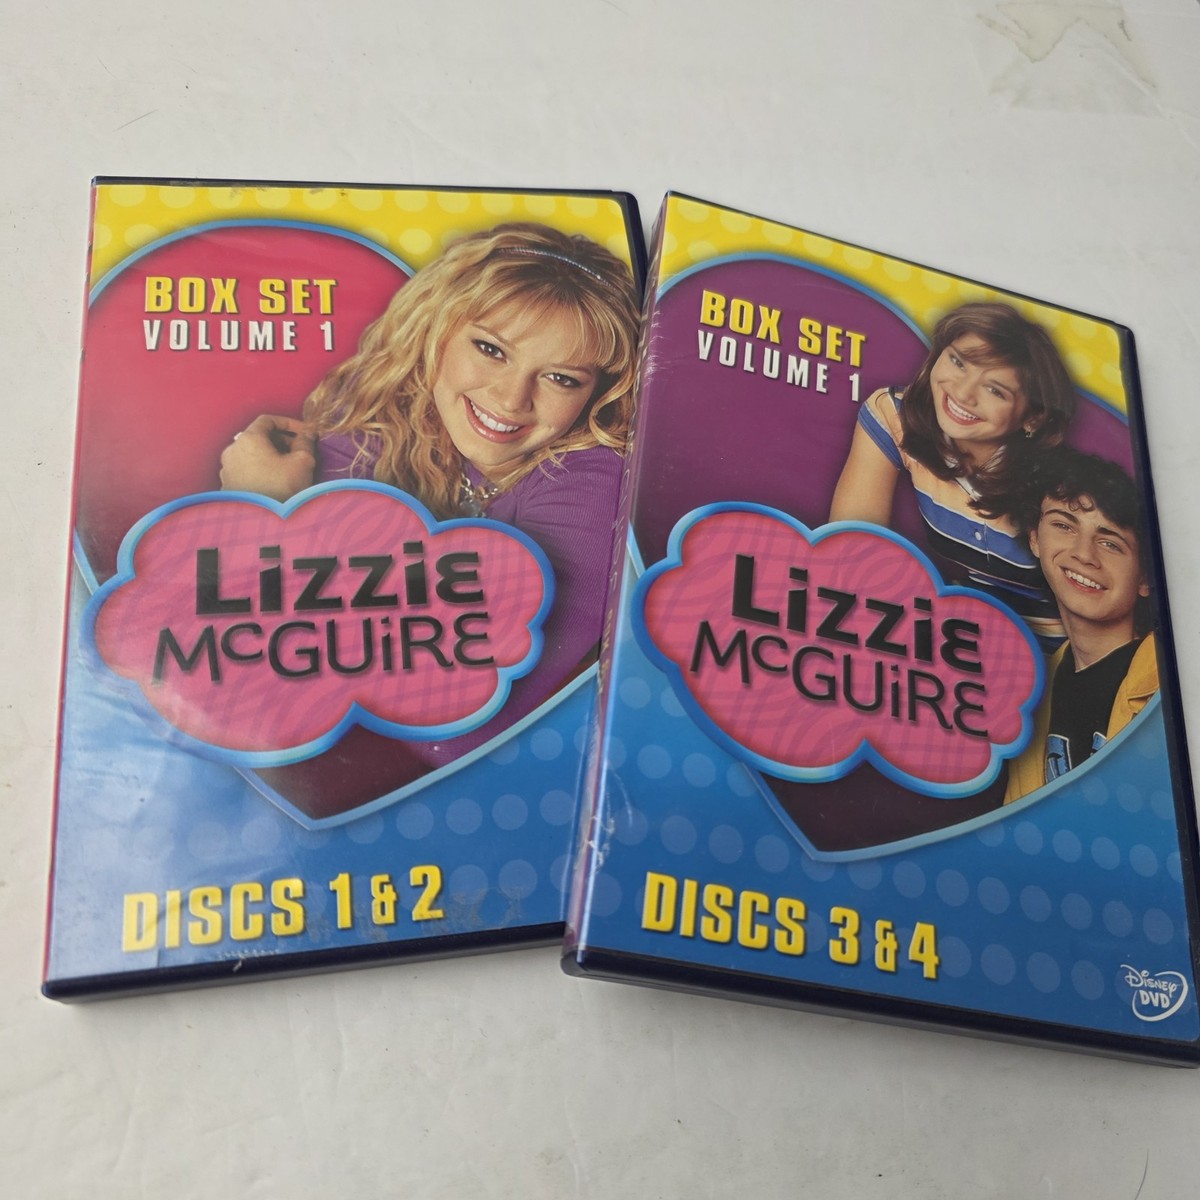 BOX SET
VOLUME 1
Lizzie
McGUiRE
DISCS 1 & 2
BOX SET
VOLUME 1
Lizzie
McGUiRE
DISCS 3 & 4
Disney
DVD